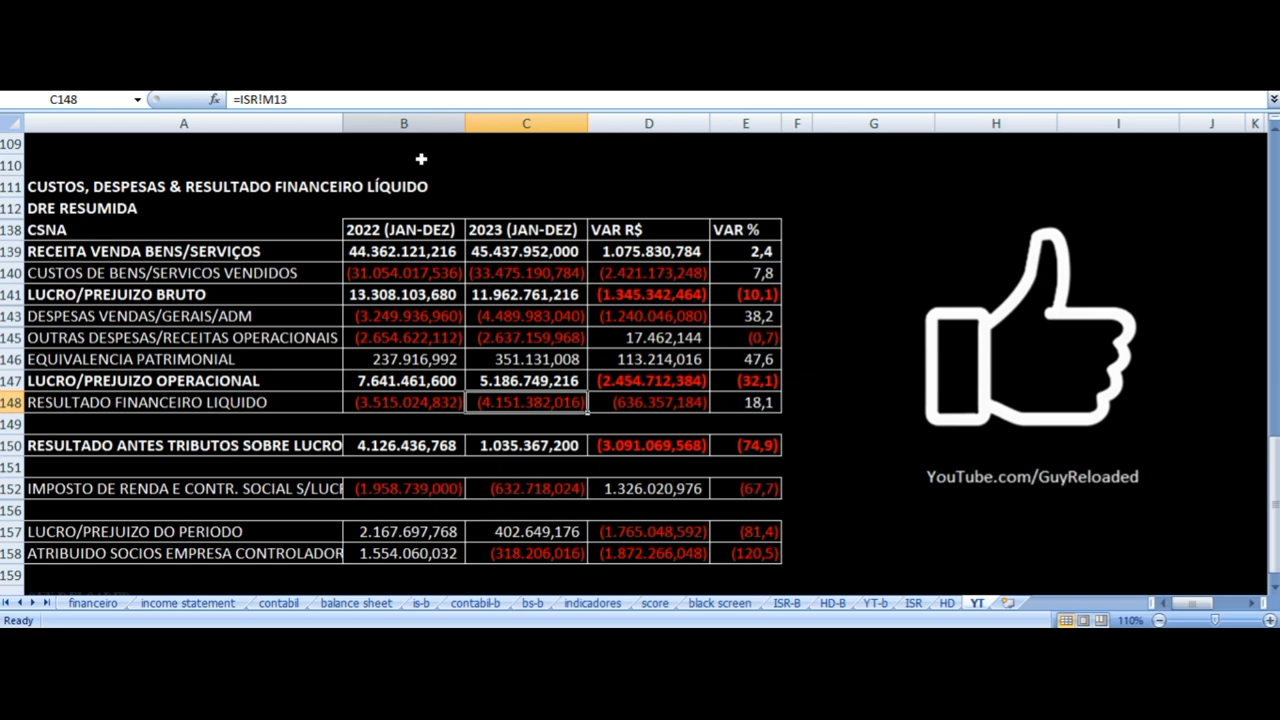 C148 fx =ISR!M13
A B C D E F G H I J K
109
110
111 CUSTOS, DESPESAS & RESULTADO FINANCEIRO LÍQUIDO
112 DRE RESUMIDA
138 CSNA 2022 (JAN-DEZ) 2023 (JAN-DEZ) VAR R$ VAR %
139 RECEITA VENDA BENS/SERVIÇOS 44.362.121,216 45.437.952,000 1.075.830,784 2,4
140 CUSTOS DE BENS/SERVICOS VENDIDOS (31.054.017,536) (33.475.190,784) (2.421.173,248) 7,8
141 LUCRO/PREJUIZO BRUTO 13.308.103,680 11.962.761,216 (1.345.342,464) (10,1)
143 DESPESAS VENDAS/GERAIS/ADM (3.249.936,960) (4.489.983,040) (1.240.046,080) 38,2
145 OUTRAS DESPESAS/RECEITAS OPERACIONAIS (2.654.622,112) (2.637.159,968) 17.462,144 (0,7)
146 EQUIVALENCIA PATRIMONIAL 237.916,992 351.131,008 113.214,016 47,6
147 LUCRO/PREJUIZO OPERACIONAL 7.641.461,600 5.186.749,216 (2.454.712,384) (32,1)
148 RESULTADO FINANCEIRO LIQUIDO (3.515.024,832) (4.151.382,016) (636.357,184) 18,1
149
150 RESULTADO ANTES TRIBUTOS SOBRE LUCRO 4.126.436,768 1.035.367,200 (3.091.069,568) (74,9)
151
152 IMPOSTO DE RENDA E CONTR. SOCIAL S/LUCR (1.958.739,000) (632.718,024) 1.326.020,976 (67,7)
156
157 LUCRO/PREJUIZO DO PERIODO 2.167.697,768 402.649,176 (1.765.048,592) (81,4)
158 ATRIBUIDO SOCIOS EMPRESA CONTROLADOR 1.554.060,032 (318.206,016) (1.872.266,048) (120,5)
159
YouTube.com/GuyReloaded
financeiro income statement contabil balance sheet is-b contabil-b bs-b indicadores score black screen ISR-B HD-B YT-b ISR HD YT
Ready 110%